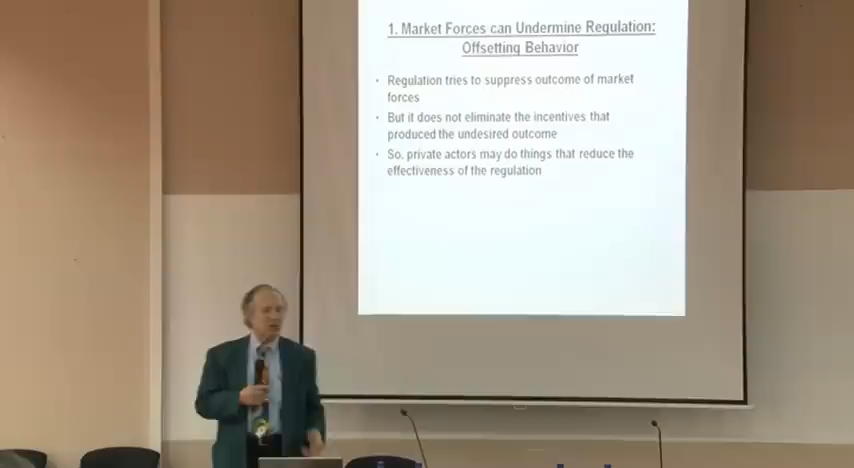 1. Market Forces can Undermine Regulation:
Offsetting Behavior
• Regulation tries to suppress outcome of market
forces
• But it does not eliminate the incentives that
produced the undesired outcome
• So, private actors may do things that reduce the
effectiveness of the regulation